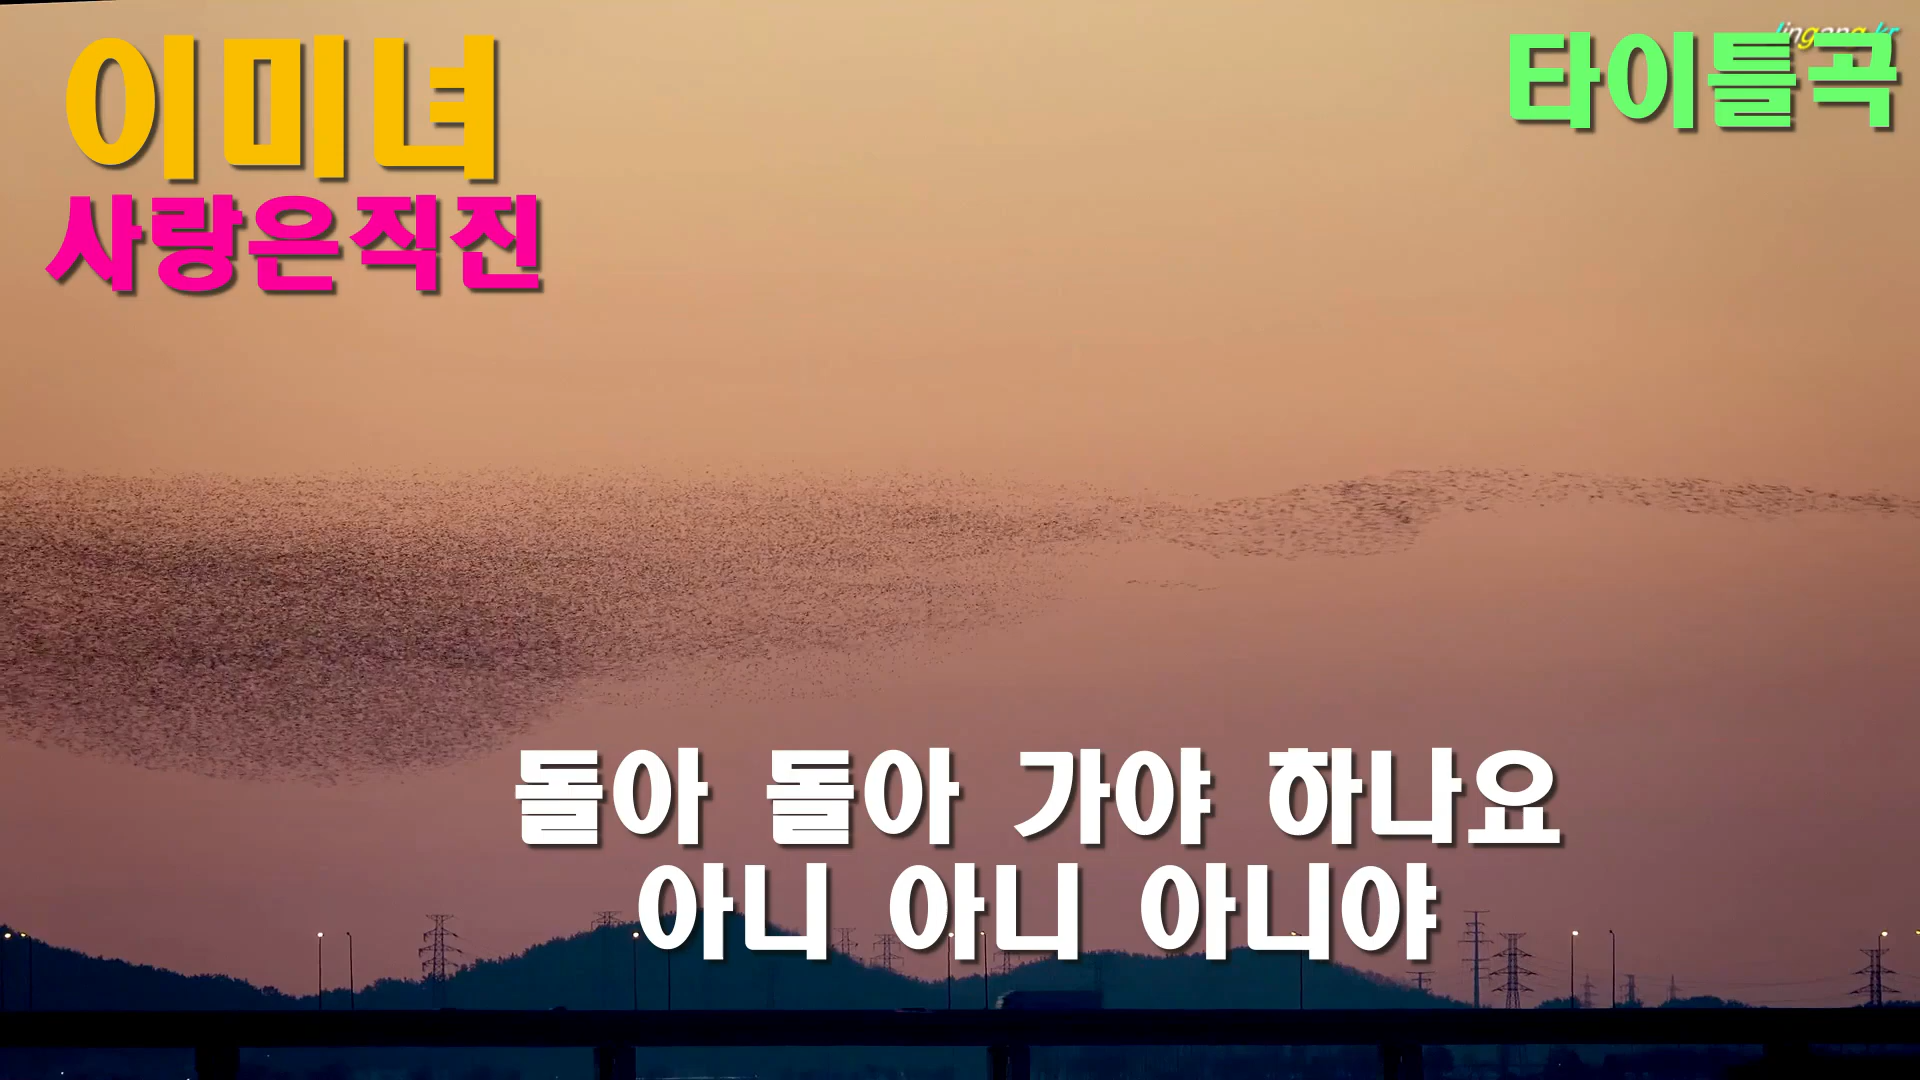 이미녀
타이틀곡
사랑은직진
돌아 돌아 가야 하나요
아니 아니 아니야